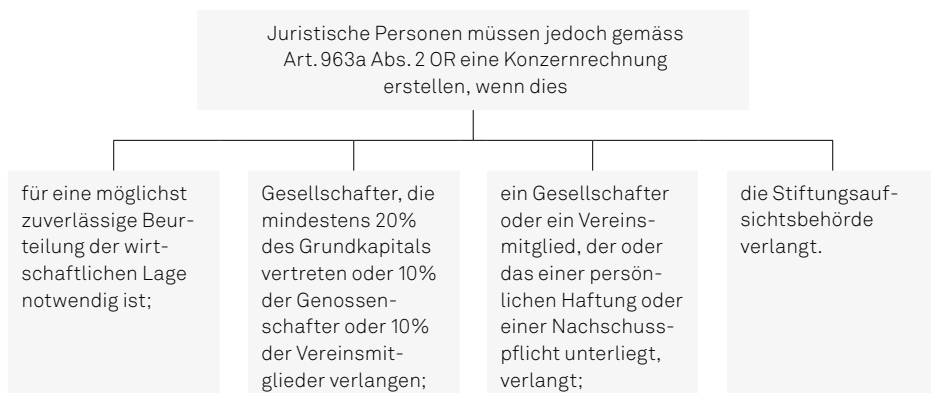 Juristische Personen müssen jedoch gemäss
Art. 963a Abs. 2 OR eine Konzernrechnung
erstellen, wenn dies
für eine möglichst
zuverlässige Beur-
teilung der wirt-
schaftlichen Lage
notwendig ist;
Gesellschafter, die
mindestens 20%
des Grundkapitals
vertreten oder 10%
der Genossen-
schafter oder 10%
der Vereinsmit-
glieder verlangen;
ein Gesellschafter
oder ein Vereins-
mitglied, der oder
das einer persön-
lichen Haftung oder
einer Nachschuss-
pflicht unterliegt,
verlangt;
die Stiftungsauf-
sichtsbehörde
verlangt.